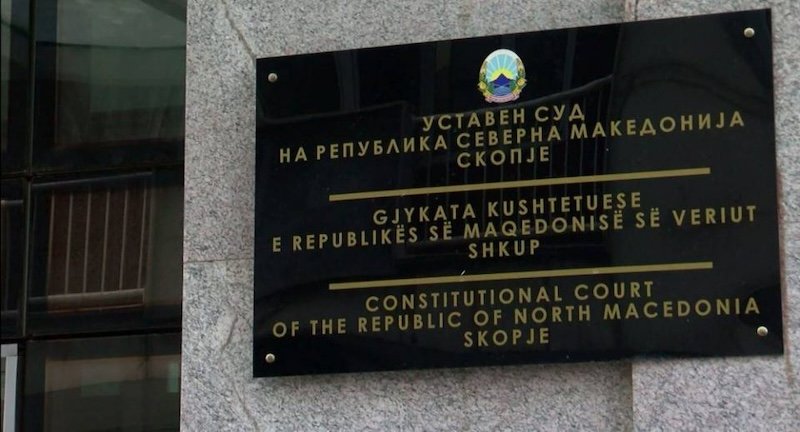 УСТАВЕН СУД
НА РЕПУБЛИКА СЕВЕРНА МАКЕДОНИЈА
СКОПЈЕ
GJYKATA KUSHTETUESE
E REPUBLIKËS SË MAQEDONISË SË VERIUT
SHKUP
CONSTITUTIONAL COURT
OF THE REPUBLIC OF NORTH MACEDONIA
SKOPJE